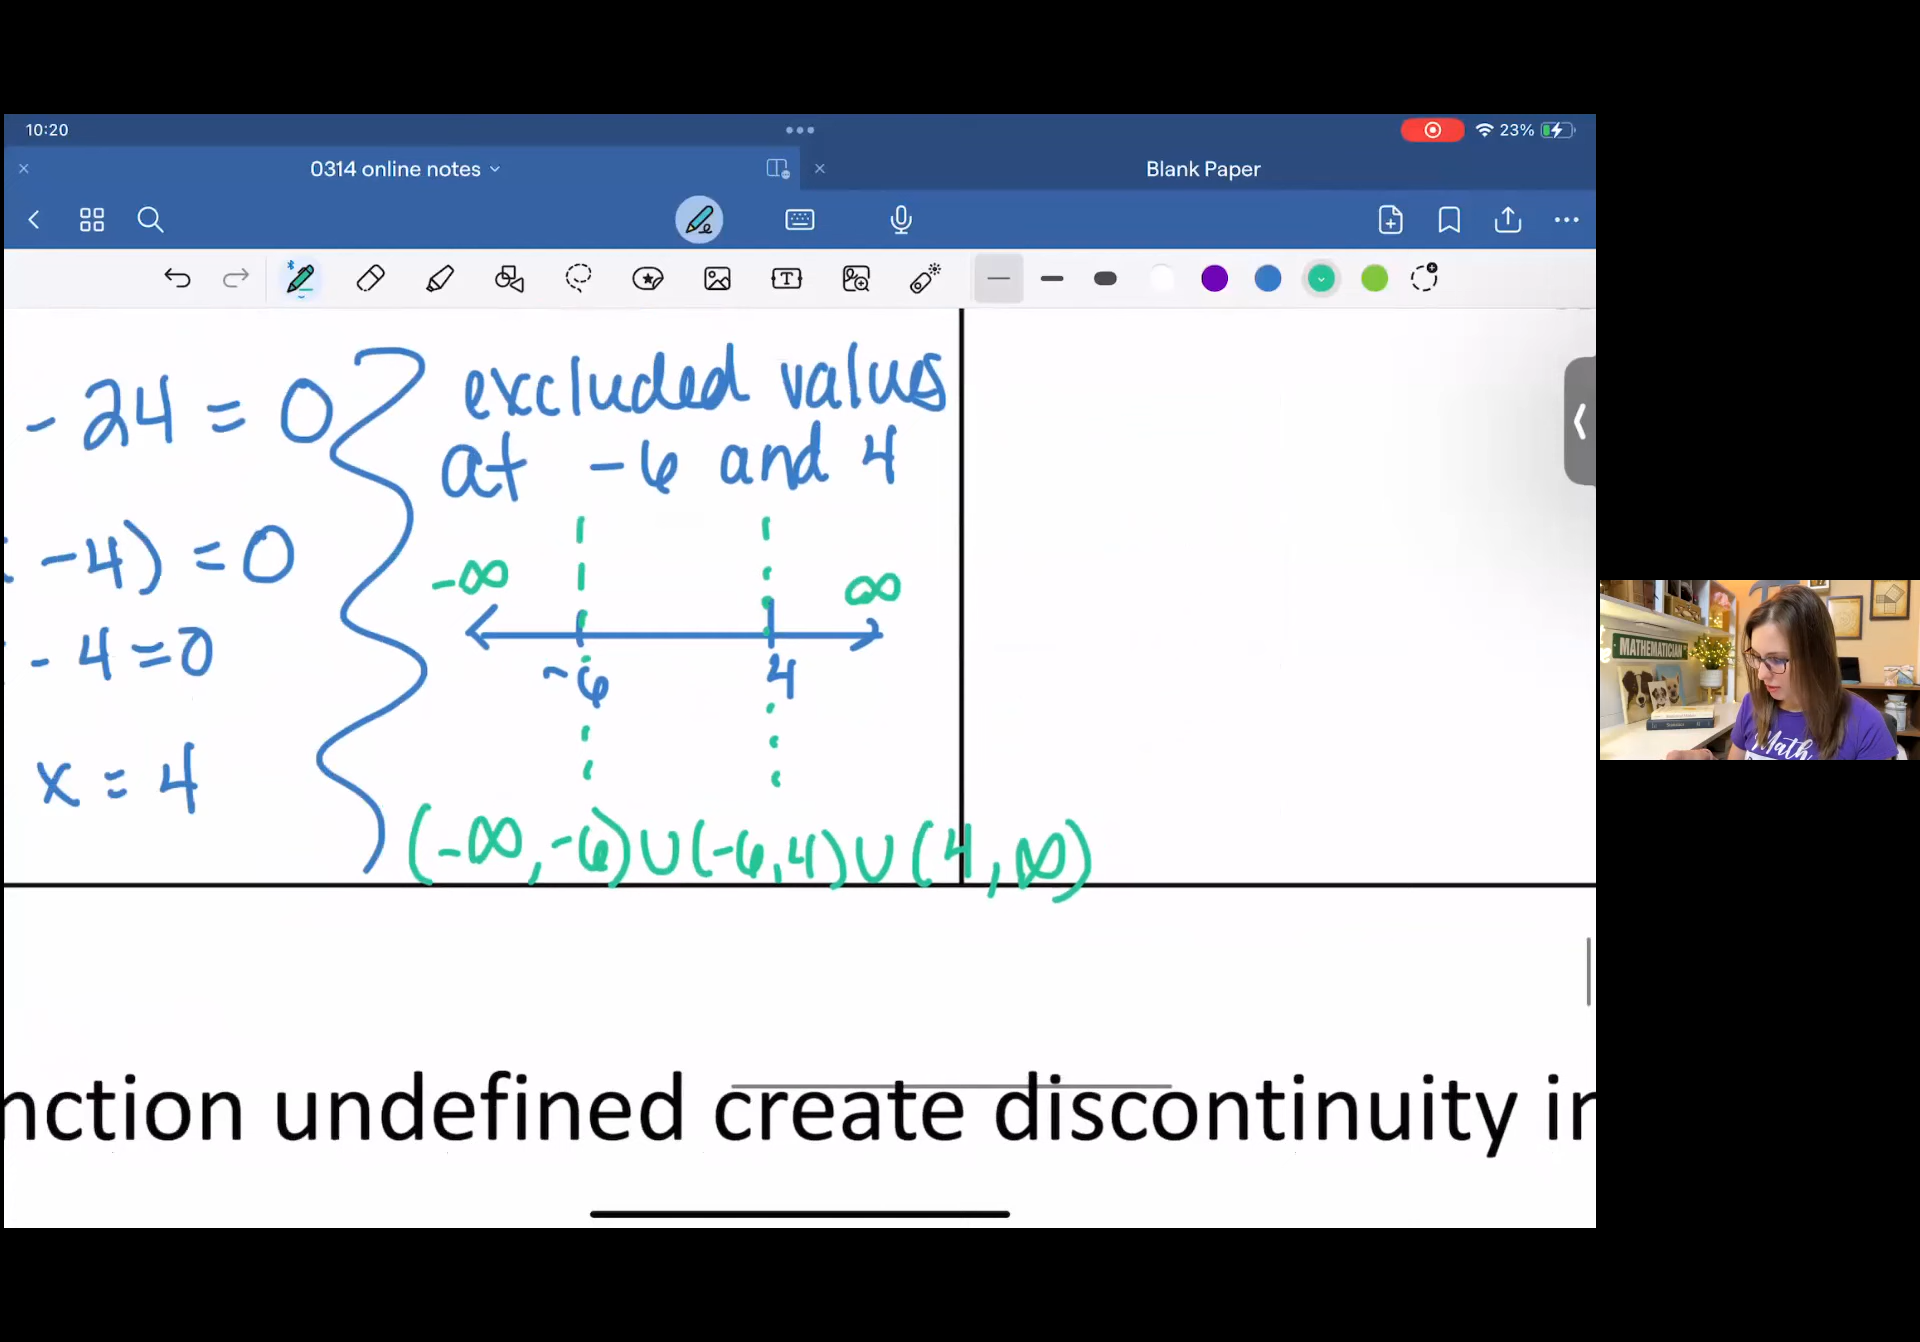 10:20
23%
0314 online notes
Blank Paper
- 24 = 0
excluded values
at -6 and 4
-4) = 0
-∞
∞
- 4 = 0
-6
4
x = 4
(-∞, -6) ∪ (-6, 4) ∪ (4, ∞)
nction undefined create discontinuity in
MATHEMATICIAN
Math